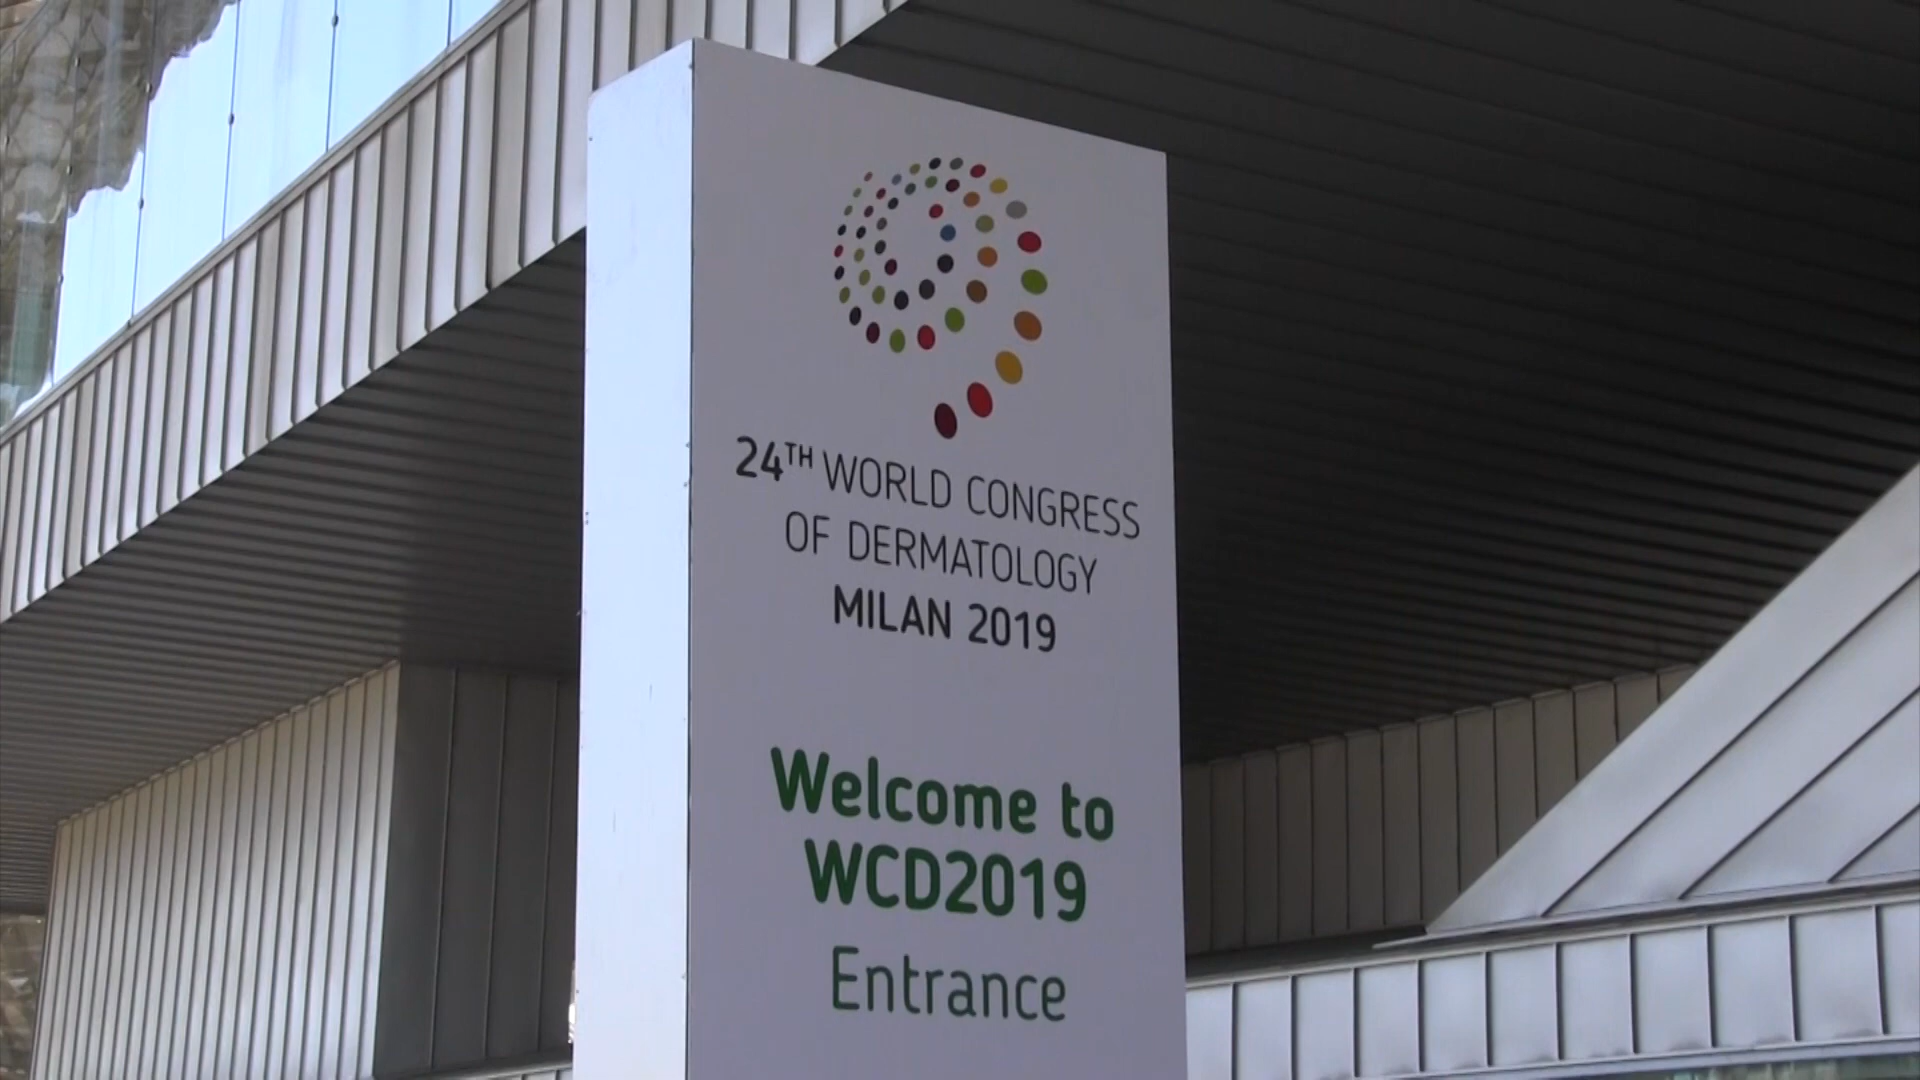 24TH WORLD CONGRESS
OF DERMATOLOGY
MILAN 2019
Welcome to
WCD2019
Entrance